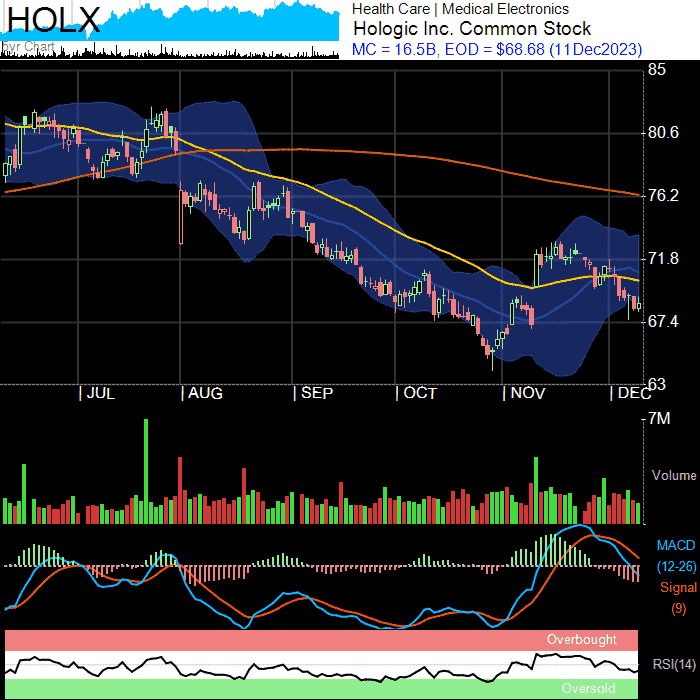 HOLX
5yr Chart
Health Care | Medical Electronics
Hologic Inc. Common Stock
MC = 16.5B, EOD = $68.68 (11Dec2023)
85
80.6
76.2
71.8
67.4
63
| JUL | AUG | SEP | OCT | NOV | DEC
7M
Volume
MACD
(12-26)
Signal
(9)
Overbought
RSI(14)
Oversold